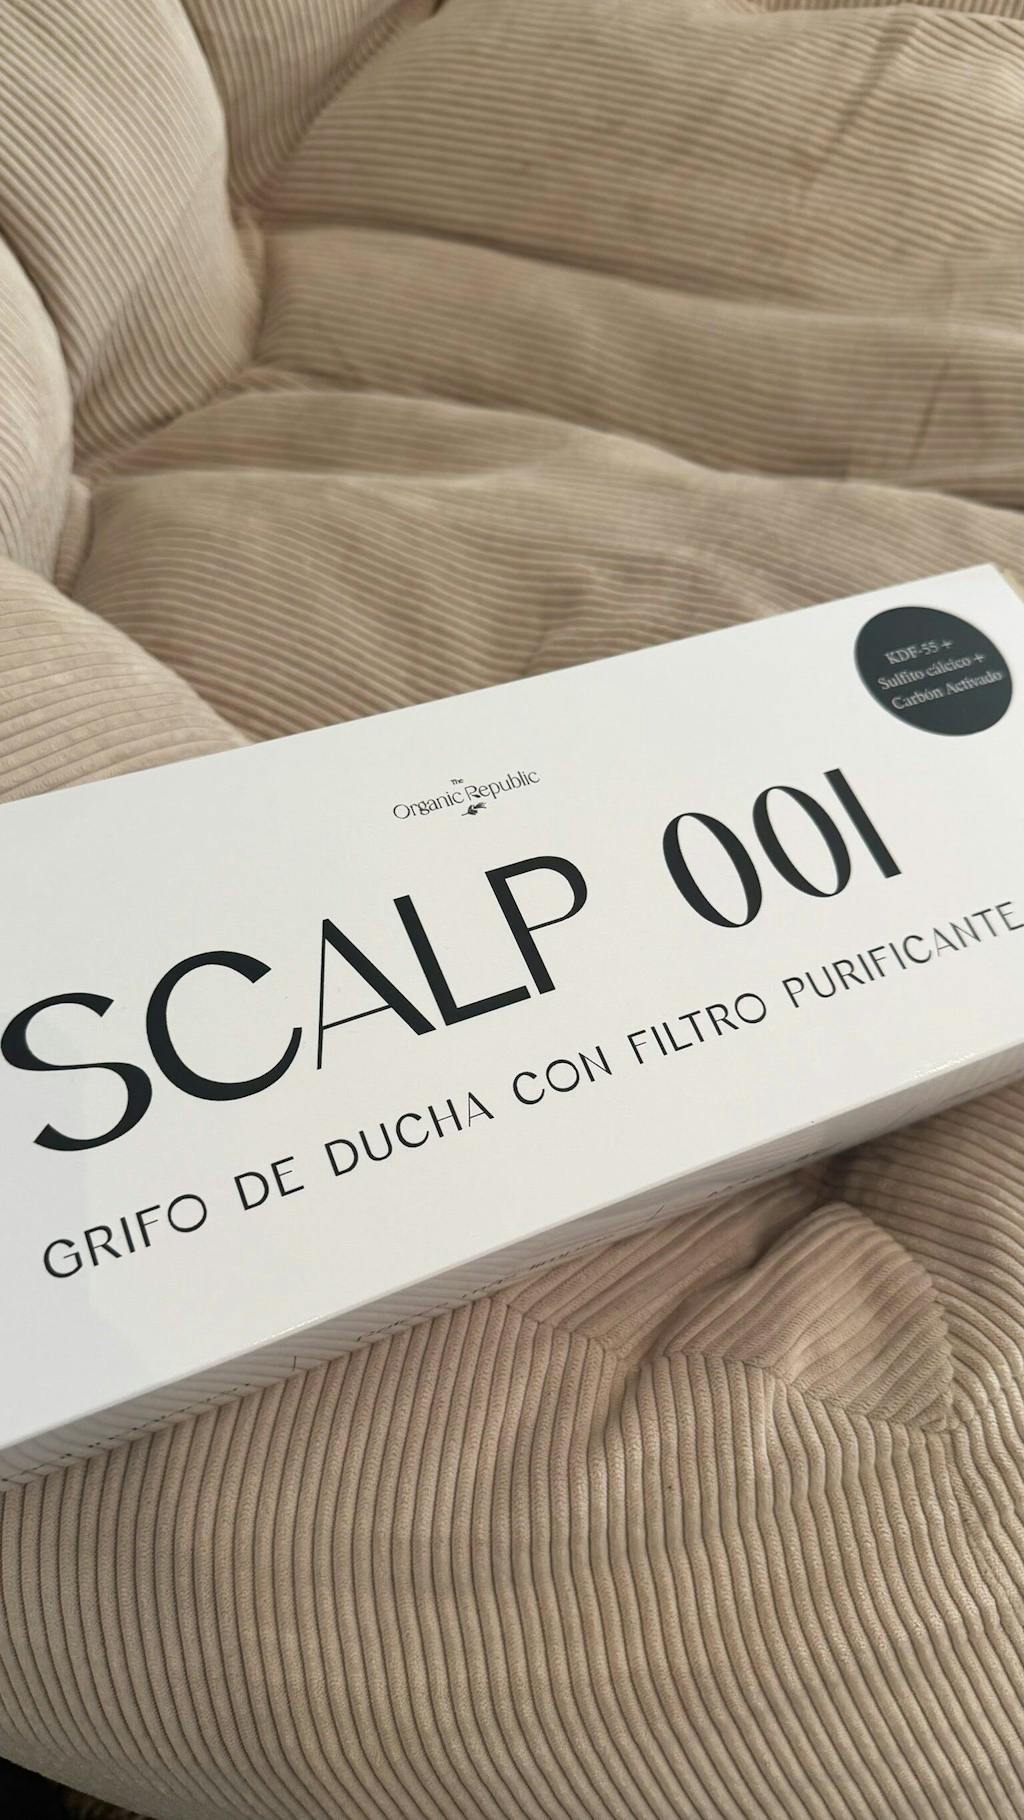 KDF-55 +
Sulfito cálcico +
Carbón Activado
The
Organic Republic
SCALP 001
GRIFO DE DUCHA CON FILTRO PURIFICANTE